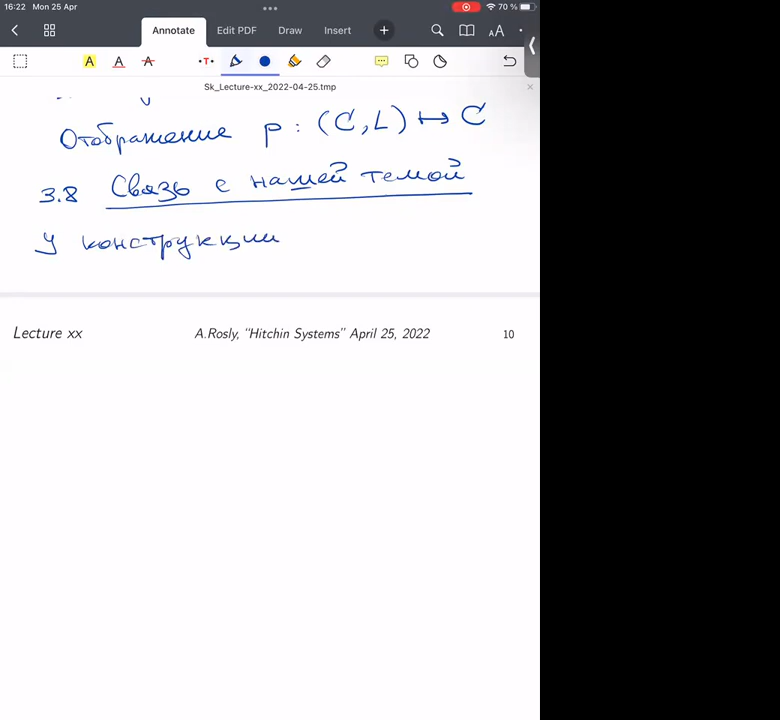 16:22 Mon 25 Apr 70 %
Annotate Edit PDF Draw Insert
Sk_Lecture-xx_2022-04-25.tmp
Отображение p : (C, L) ↦ C
3.8 Связь с нашей темой
У конструкции
Lecture xx A.Rosly, "Hitchin Systems" April 25, 2022 10